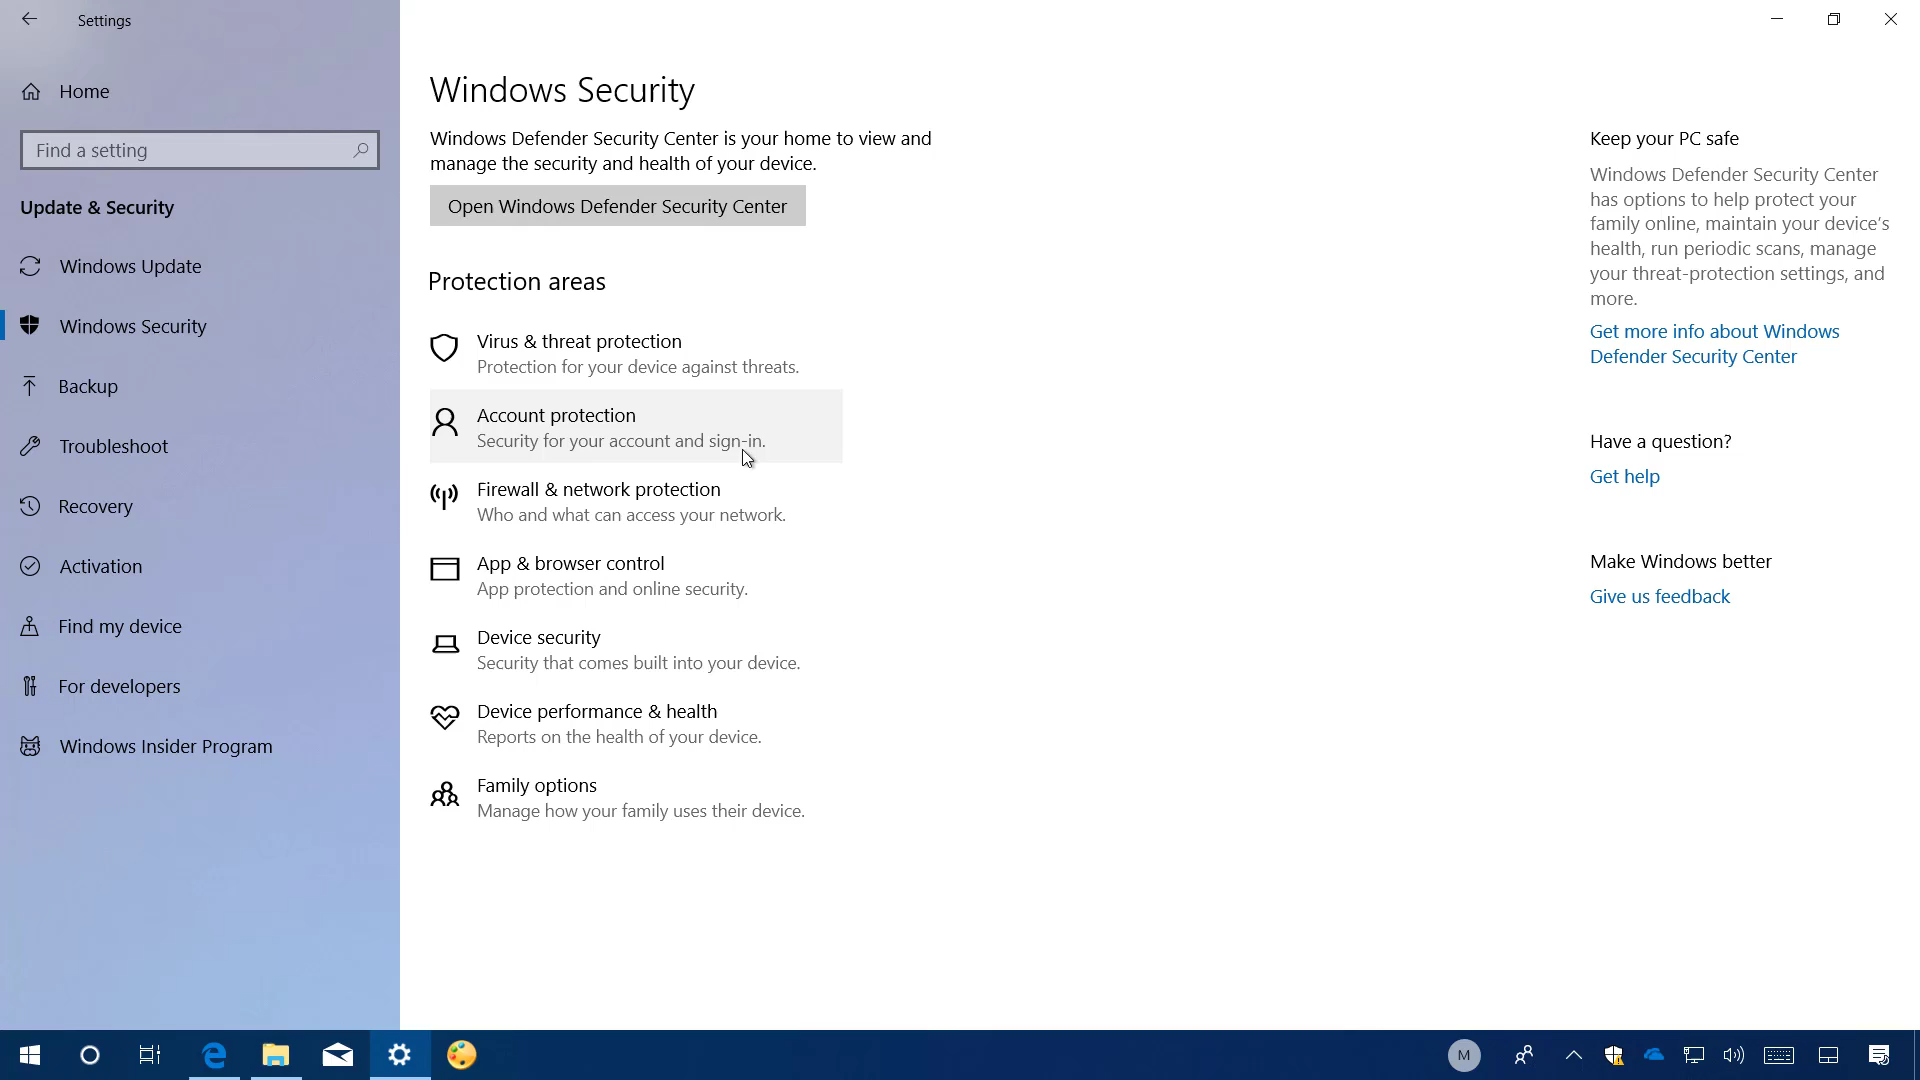 Settings
Home
Find a setting
Update & Security
Windows Update
Windows Security
Backup
Troubleshoot
Recovery
Activation
Find my device
For developers
Windows Insider Program
Windows Security
Windows Defender Security Center is your home to view and
manage the security and health of your device.
Open Windows Defender Security Center
Protection areas
Virus & threat protection
Protection for your device against threats.
Account protection
Security for your account and sign-in.
Firewall & network protection
Who and what can access your network.
App & browser control
App protection and online security.
Device security
Security that comes built into your device.
Device performance & health
Reports on the health of your device.
Family options
Manage how your family uses their device.
Keep your PC safe
Windows Defender Security Center
has options to help protect your
family online, maintain your device's
health, run periodic scans, manage
your threat-protection settings, and
more.
Get more info about Windows
Defender Security Center
Have a question?
Get help
Make Windows better
Give us feedback
M